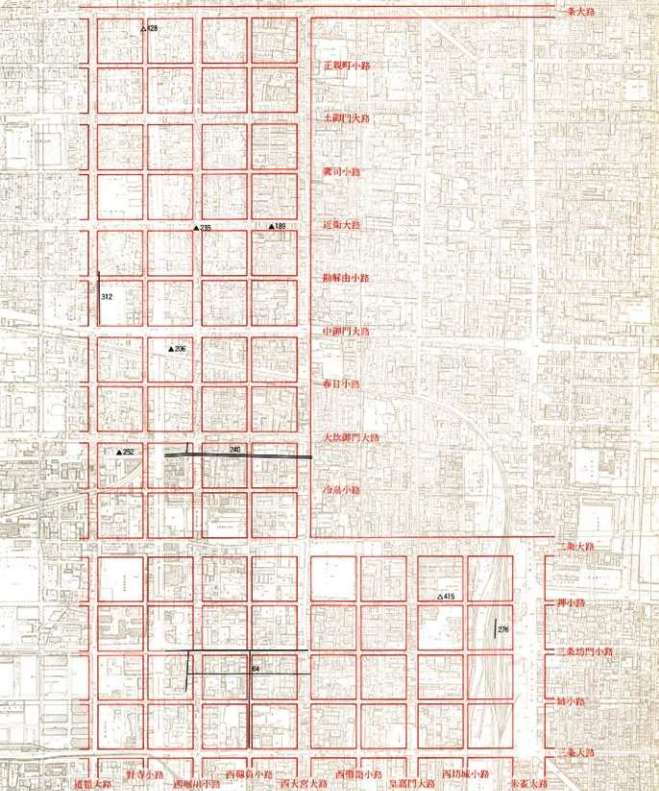 一条大路
△428
正親町小路
土御門大路
鷹司小路
近衛大路
▲235
▲189
勘解由小路
312
中御門大路
▲206
春日小路
大炊御門大路
▲292
240
冷泉小路
二条大路
△415
押小路
276
三条坊門小路
64
姉小路
三条大路
道祖大路
野寺小路
西堀川小路
西靱負小路
西大宮大路
西櫛笥小路
皇嘉門大路
西坊城小路
朱雀大路